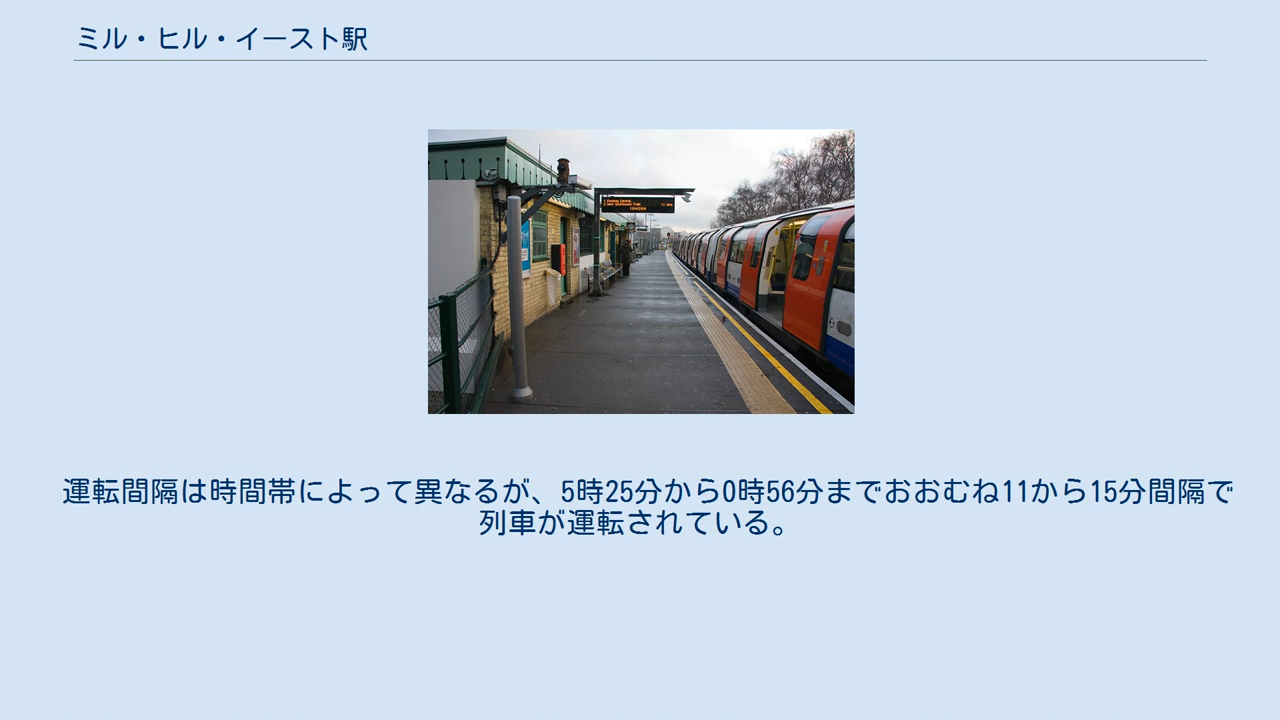 ミル・ヒル・イースト駅
運転間隔は時間帯によって異なるが、5時25分から0時56分までおおむね11から15分間隔で
列車が運転されている。